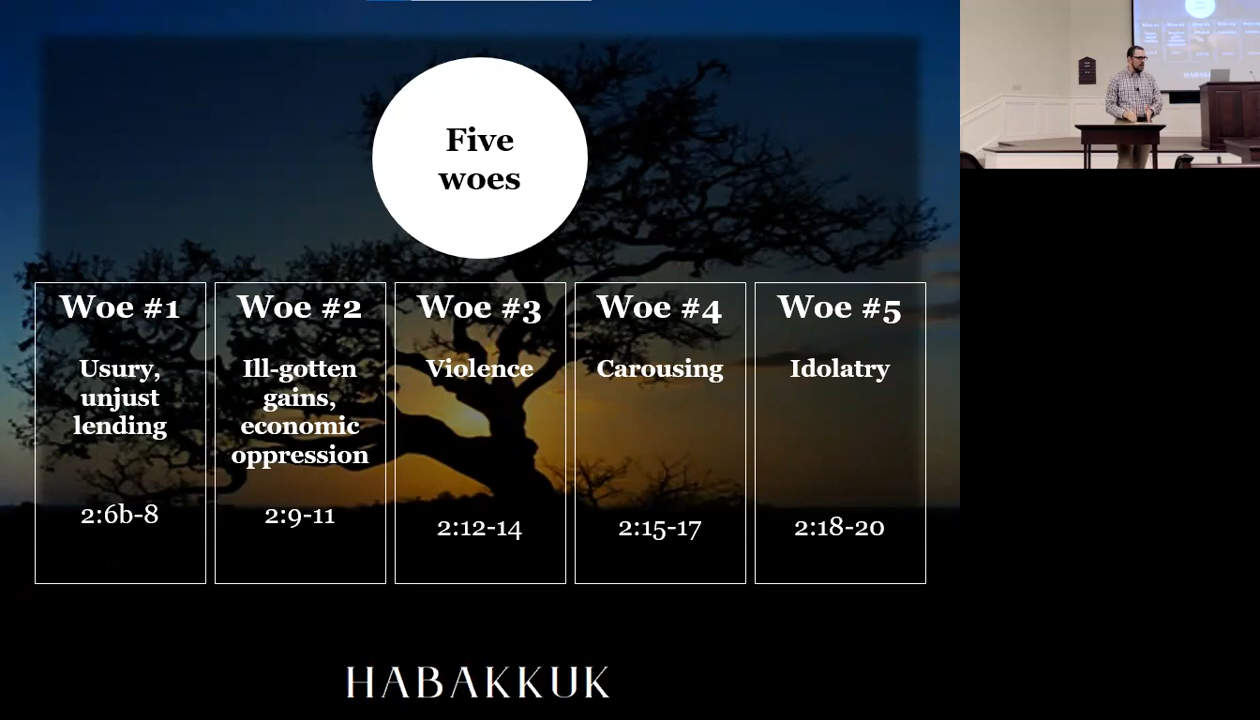 Five
woes
Woe #1
Usury,
unjust
lending
2:6b-8
Woe #2
Ill-gotten
gains,
economic
oppression
2:9-11
Woe #3
Violence
2:12-14
Woe #4
Carousing
2:15-17
Woe #5
Idolatry
2:18-20
HABAKKUK